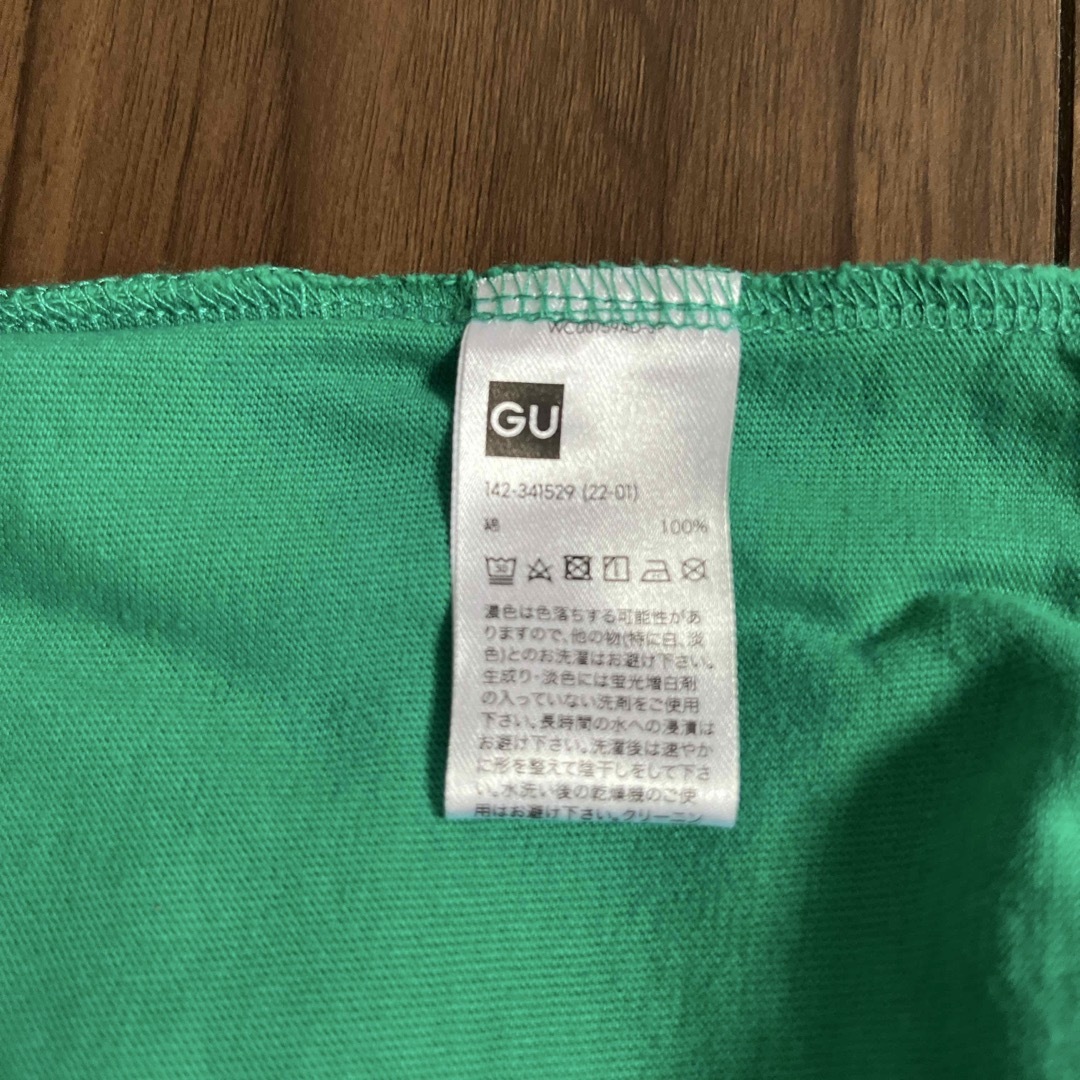 GU
142-341529 (22-01)
綿 100%
30
濃色は色落ちする可能性があ
りますので、他の物(特に白、淡
色)とのお洗濯はお避け下さい。
生成り・淡色には蛍光増白剤
の入っていない洗剤をご使用
下さい。長時間の水への浸漬は
お避け下さい。洗濯後は速やか
に形を整えて陰干しをして下さ
い。水洗い後の乾燥機のご使
用はお避け下さい。クリーニン